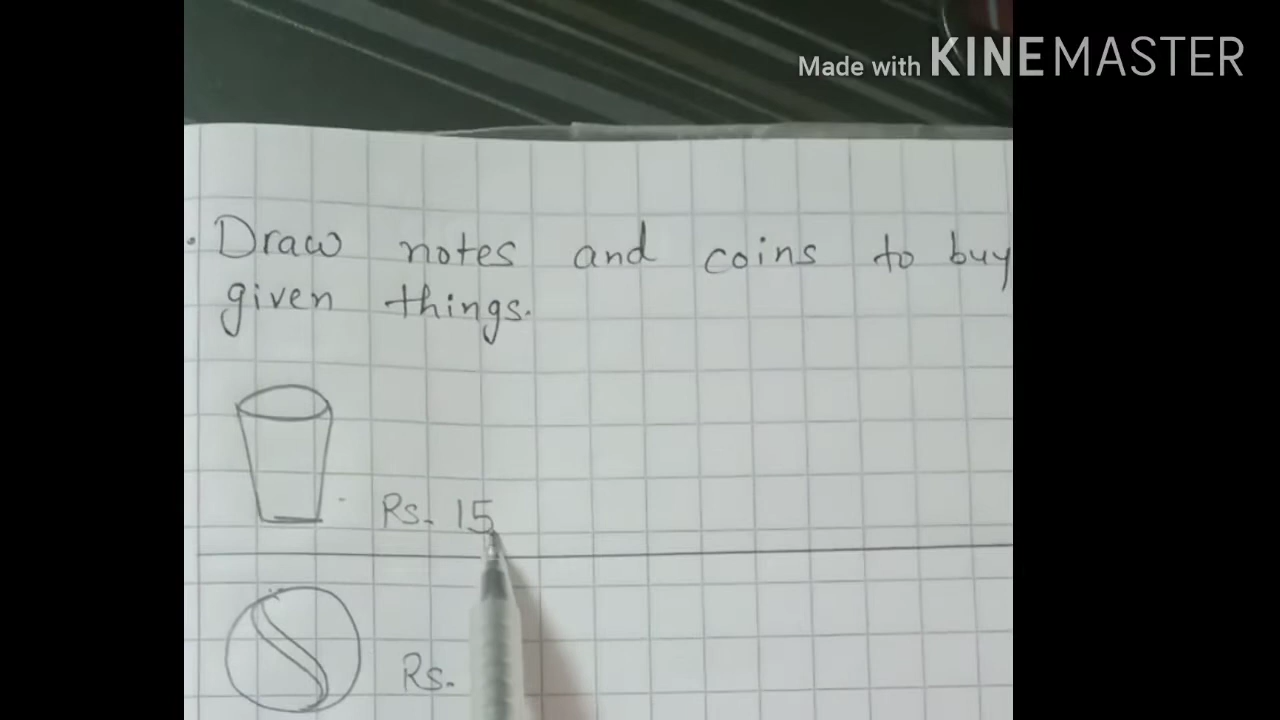 Made with KINEMASTER
. Draw notes and coins to buy
given things.
Rs. 15
Rs.